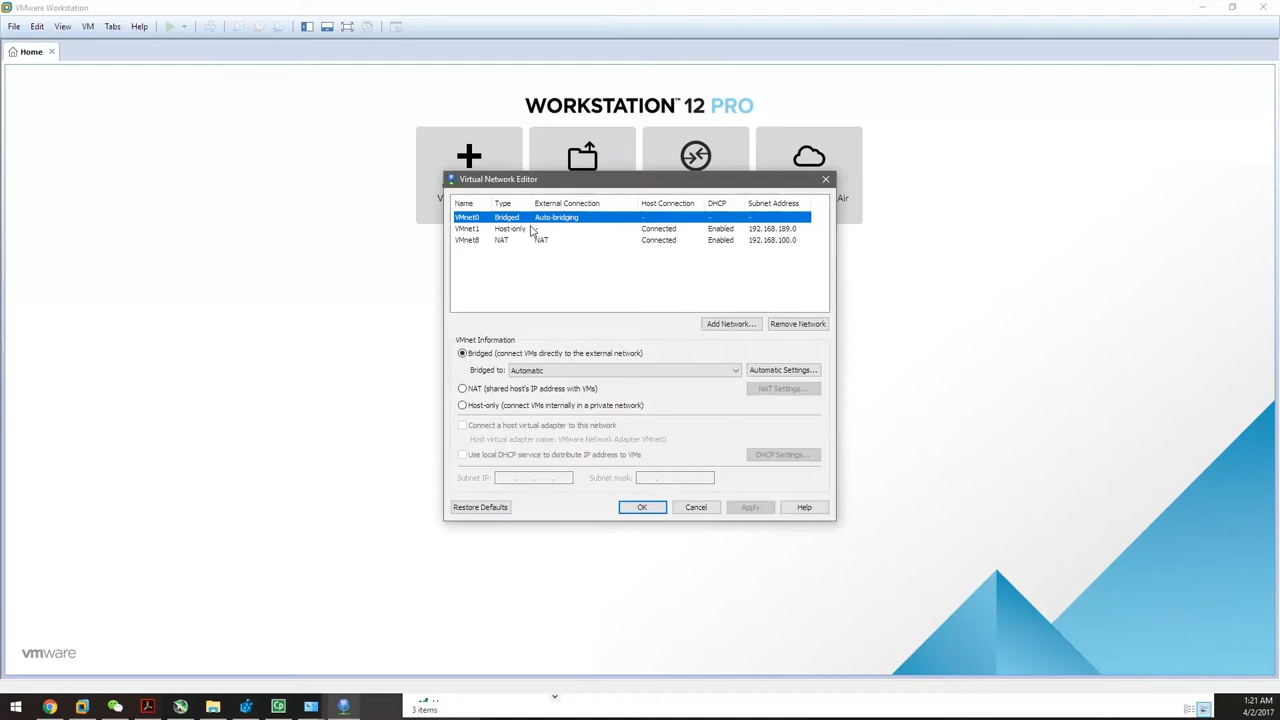 VMware Workstation
File Edit View VM Tabs Help
Home
WORKSTATION™ 12 PRO
V
Air
Virtual Network Editor
Name Type External Connection Host Connection DHCP Subnet Address
VMnet0 Bridged Auto-bridging - - -
VMnet1 Host-only - Connected Enabled 192.168.189.0
VMnet8 NAT NAT Connected Enabled 192.168.100.0
Add Network... Remove Network
VMnet Information
Bridged (connect VMs directly to the external network)
Bridged to: Automatic Automatic Settings...
NAT (shared host's IP address with VMs) NAT Settings...
Host-only (connect VMs internally in a private network)
Connect a host virtual adapter to this network
Host virtual adapter name: VMware Network Adapter VMnet0
Use local DHCP service to distribute IP address to VMs DHCP Settings...
Subnet IP: . . . Subnet mask: . . .
Restore Defaults OK Cancel Apply Help
vmware
3 items
Cp
1:21 AM
4/2/2017